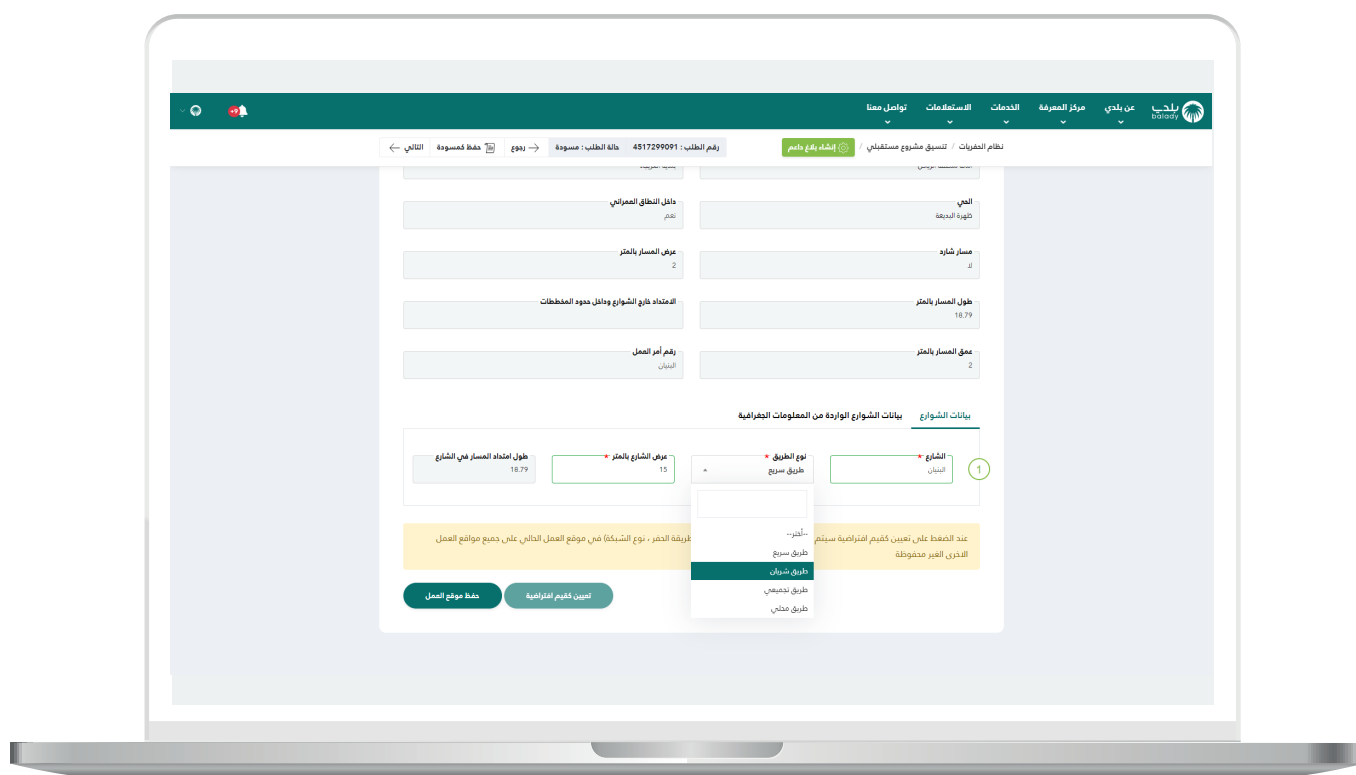 بلدي
balady
عن بلدي
مركز المعرفة
الخدمات
الاستعلامات
تواصل معنا
+9
نظام الحفريات / تنسيق مشروع مستقبلي /
إنشاء بلاغ داعم
رقم الطلب : 4517299091
حالة الطلب : مسودة
رجوع
حفظ كمسودة
التالي
الحي
ظهرة البديعة
داخل النطاق العمراني
نعم
مسار شارد
لا
عرض المسار بالمتر
2
طول المسار بالمتر
18.79
الامتداد خارج الشوارع وداخل حدود المخططات
عمق المسار بالمتر
2
رقم أمر العمل
البنيان
بيانات الشوارع
بيانات الشوارع الواردة من المعلومات الجغرافية
1
الشارع *
البنيان
نوع الطريق *
طريق سريع
عرض الشارع بالمتر *
15
طول امتداد المسار في الشارع
18.79
--أختر--
طريق سريع
طريق شريان
طريق تجميعي
طريق محلي
عند الضغط على تعيين كقيم افتراضية سيتم
طريقة الحفر ، نوع الشبكة) في موقع العمل الحالي على جميع مواقع العمل
الاخرى الغير محفوظة
تعيين كقيم افتراضية
حفظ موقع العمل